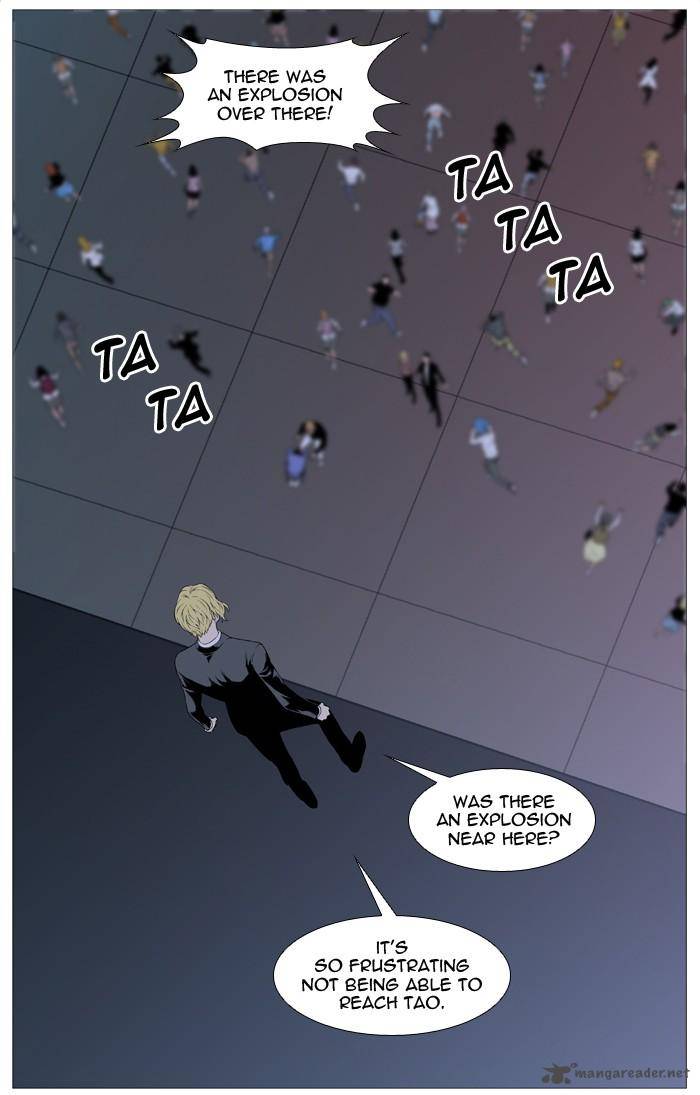 THERE WAS
AN EXPLOSION
OVER THERE!
TA
TA
TA
TA
TA
WAS THERE
AN EXPLOSION
NEAR HERE?
IT'S
SO FRUSTRATING
NOT BEING ABLE TO
REACH TAO.
mangareader.net